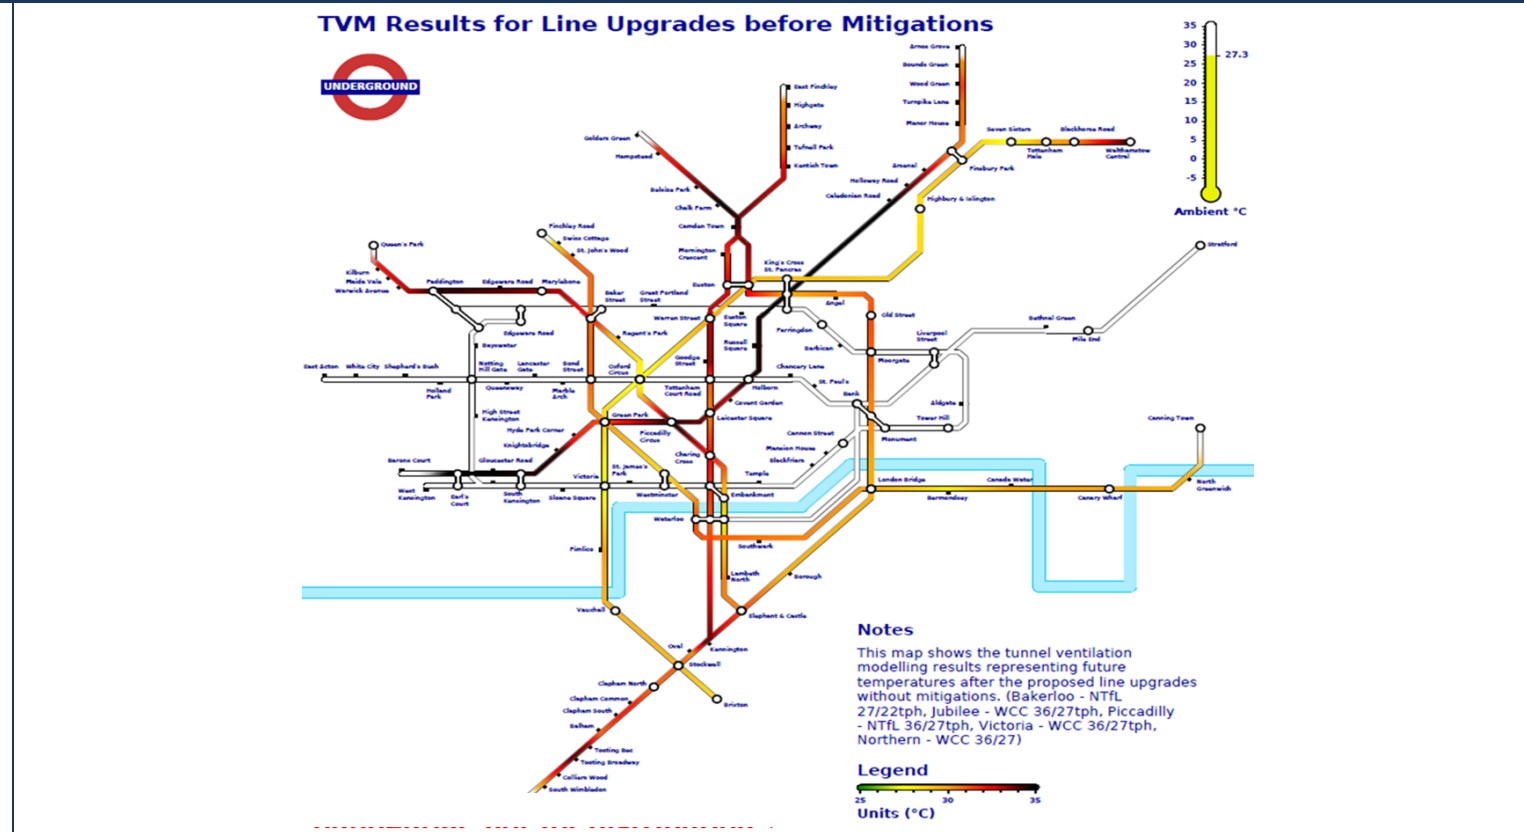 TVM Results for Line Upgrades before Mitigations
UNDERGROUND
35
30
27.3
25
20
15
10
5
0
-5
Ambient °C
Arnos Grove
Bounds Green
Wood Green
Turnpike Lane
Manor House
East Finchley
Highgate
Archway
Tufnell Park
Kentish Town
Golders Green
Hampstead
Belsize Park
Chalk Farm
Camden Town
Seven Sisters
Blackhorse Road
Tottenham
Hale
Walthamstow
Central
Finsbury Park
Arsenal
Holloway Road
Caledonian Road
Highbury & Islington
Finchley Road
Swiss Cottage
St. John's Wood
Queen's Park
Kilburn
Maida Vale
Warwick Avenue
Paddington
Edgware Road
Marylebone
Mornington
Crescent
King's Cross
St. Pancras
Stratford
Euston
Baker
Street
Great Portland
Street
Angel
Warren Street
Euston
Square
Old Street
Edgware Road
Regent's Park
Farringdon
Barbican
Liverpool
Street
Bethnal Green
Mile End
Bayswater
Russell
Square
Goodge
Street
Moorgate
East Acton
White City
Shepherd's Bush
Notting
Hill Gate
Lancaster
Gate
Bond
Street
Oxford
Circus
Chancery Lane
Holland
Park
Queensway
Marble
Arch
Tottenham
Court Road
Holborn
St. Paul's
Bank
Covent Garden
Aldgate
High Street
Kensington
Green Park
Leicester Square
Tower Hill
Canning Town
Hyde Park Corner
Piccadilly
Circus
Cannon Street
Monument
Knightsbridge
Charing
Cross
Mansion House
Blackfriars
Barons Court
Gloucester Road
Victoria
St. James's
Park
Temple
London Bridge
Canada Water
North
Greenwich
West
Kensington
Earl's
Court
South
Kensington
Sloane Square
Westminster
Embankment
Bermondsey
Canary Wharf
Waterloo
Southwark
Pimlico
Lambeth
North
Borough
Vauxhall
Elephant & Castle
Oval
Kennington
Stockwell
Clapham North
Clapham Common
Clapham South
Brixton
Balham
Tooting Bec
Tooting Broadway
Colliers Wood
South Wimbledon
Notes
This map shows the tunnel ventilation
modelling results representing future
temperatures after the proposed line upgrades
without mitigations. (Bakerloo - NTfL
27/22tph, Jubilee - WCC 36/27tph, Piccadilly
- NTfL 36/27tph, Victoria - WCC 36/27tph,
Northern - WCC 36/27)
Legend
25 30 35
Units (°C)